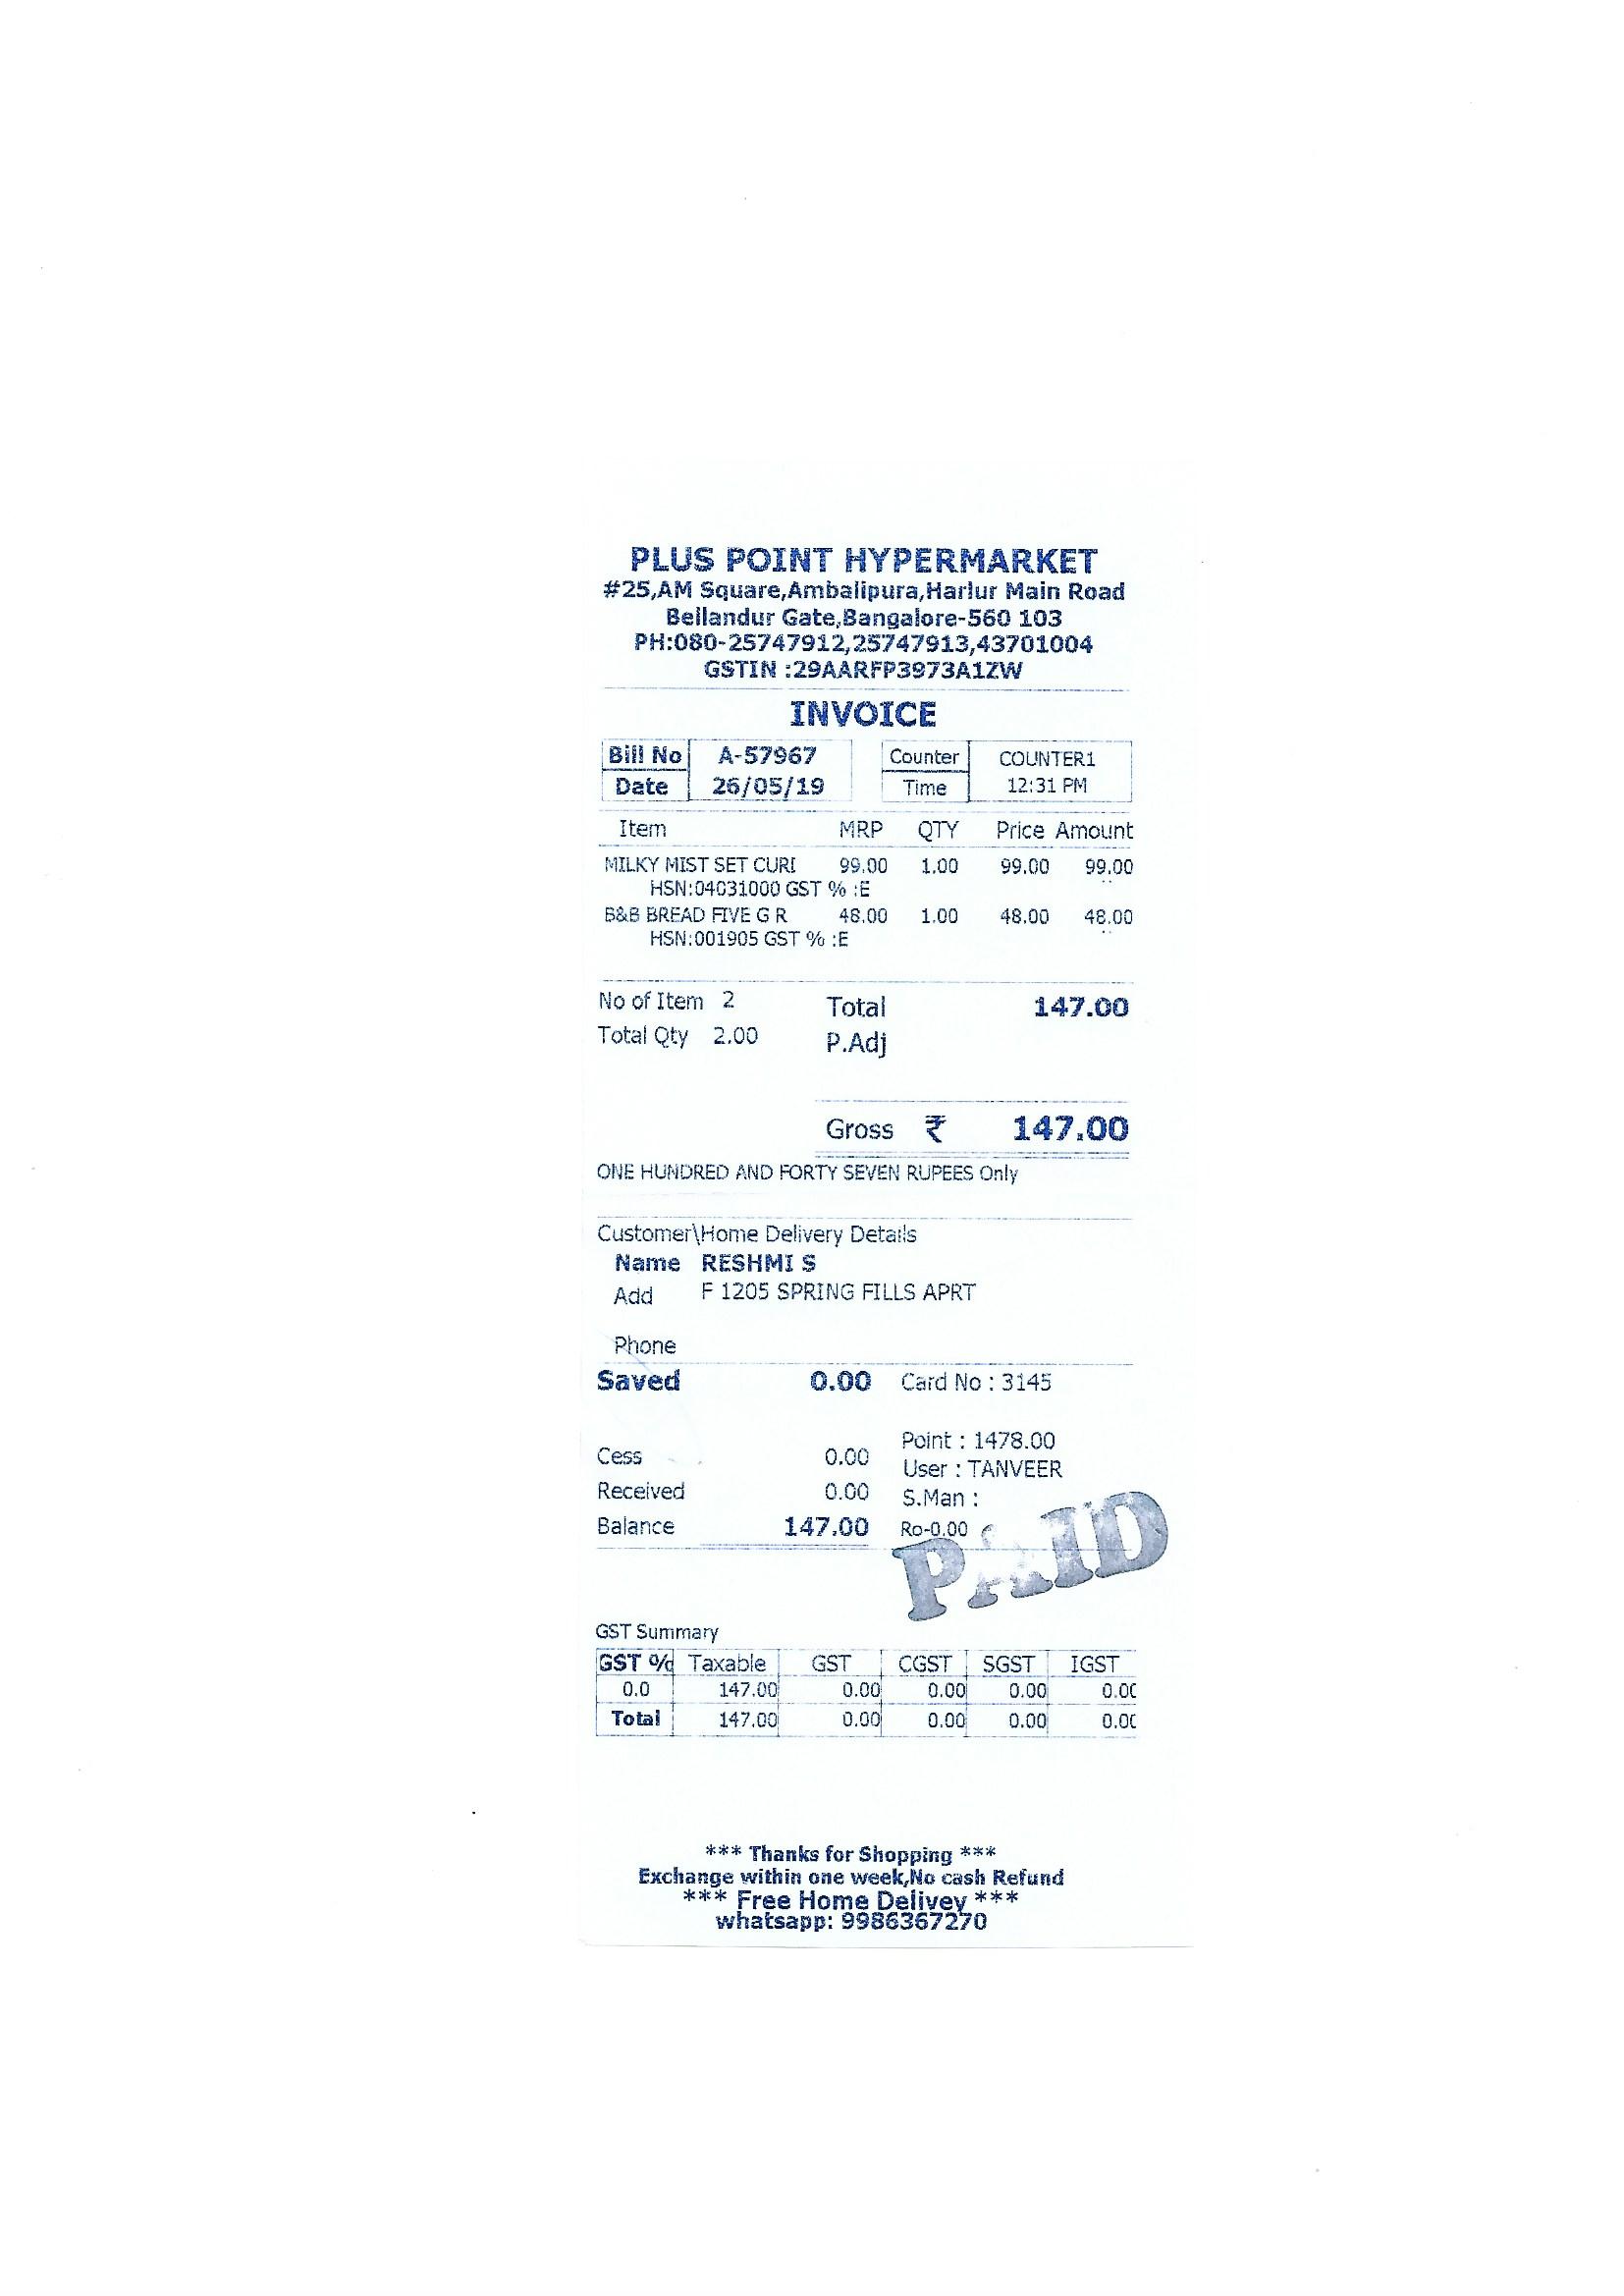 PLUS POINT HYPERMARKET
#25,AM Square,Ambalipura,Harlur Main Road
Bellandur Gate,Bangalore-560 103
PH:080-25747912,25747913,43701004
GSTIN :29AARFP3973A1ZW
INVOICE
Bill No A-57967 Counter COUNTER1
Date 26/05/19 Time 12:31 PM
Item MRP QTY Price Amount
MILKY MIST SET CURI 99.00 1.00 99.00 99.00
HSN:04031000 GST % :E
B&B BREAD FIVE G R 48.00 1.00 48.00 48.00
HSN:001905 GST % :E
No of Item 2 Total 147.00
Total Qty 2.00 P.Adj
Gross ₹ 147.00
ONE HUNDRED AND FORTY SEVEN RUPEES Only
Customer\Home Delivery Details
Name RESHMI S
Add F 1205 SPRING FILLS APRT
Phone
Saved 0.00 Card No : 3145
Point : 1478.00
Cess 0.00 User : TANVEER
Received 0.00 S.Man :
Balance 147.00 Ro-0.00
PAID
GST Summary
GST % Taxable GST CGST SGST IGST
0.0 147.00 0.00 0.00 0.00 0.00
Total 147.00 0.00 0.00 0.00 0.00
*** Thanks for Shopping ***
Exchange within one week,No cash Refund
*** Free Home Delivey ***
whatsapp: 9986367270